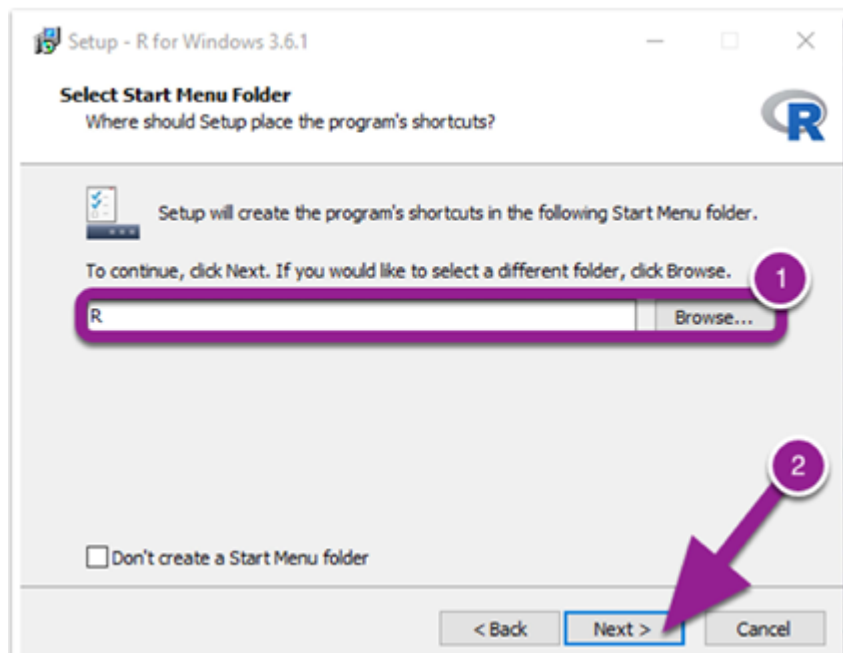 Setup - R for Windows 3.6.1
Select Start Menu Folder
Where should Setup place the program's shortcuts?
R
Setup will create the program's shortcuts in the following Start Menu folder.
To continue, click Next. If you would like to select a different folder, click Browse.
1
R
Browse...
2
Don't create a Start Menu folder
< Back
Next >
Cancel